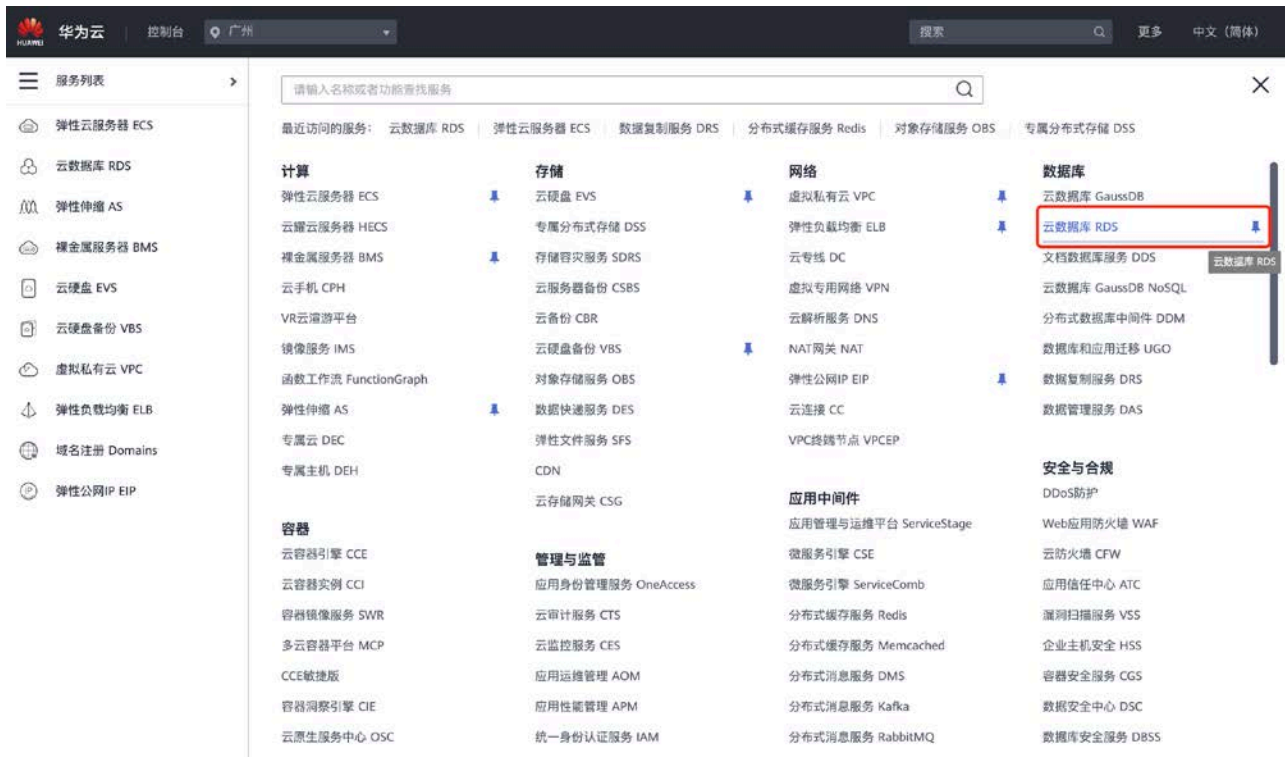 HUAWEI 华为云 控制台 广州 搜索 更多 中文 (简体)
服务列表
弹性云服务器 ECS
云数据库 RDS
弹性伸缩 AS
裸金属服务器 BMS
云硬盘 EVS
云硬盘备份 VBS
虚拟私有云 VPC
弹性负载均衡 ELB
域名注册 Domains
弹性公网IP EIP
请输入名称或者功能查找服务
最近访问的服务: 云数据库 RDS 弹性云服务器 ECS 数据复制服务 DRS 分布式缓存服务 Redis 对象存储服务 OBS 专属分布式存储 DSS
计算
弹性云服务器 ECS
云耀云服务器 HECS
裸金属服务器 BMS
云手机 CPH
VR云渲游平台
镜像服务 IMS
函数工作流 FunctionGraph
弹性伸缩 AS
专属云 DEC
专属主机 DEH
容器
云容器引擎 CCE
云容器实例 CCI
容器镜像服务 SWR
多云容器平台 MCP
CCE敏捷版
容器洞察引擎 CIE
云原生服务中心 OSC
存储
云硬盘 EVS
专属分布式存储 DSS
存储容灾服务 SDRS
云服务器备份 CSBS
云备份 CBR
云硬盘备份 VBS
对象存储服务 OBS
数据快递服务 DES
弹性文件服务 SFS
CDN
云存储网关 CSG
管理与监管
应用身份管理服务 OneAccess
云审计服务 CTS
云监控服务 CES
应用运维管理 AOM
应用性能管理 APM
统一身份认证服务 IAM
网络
虚拟私有云 VPC
弹性负载均衡 ELB
云专线 DC
虚拟专用网络 VPN
云解析服务 DNS
NAT网关 NAT
弹性公网IP EIP
云连接 CC
VPC终端节点 VPCEP
应用中间件
应用管理与运维平台 ServiceStage
微服务引擎 CSE
微服务引擎 ServiceComb
分布式缓存服务 Redis
分布式缓存服务 Memcached
分布式消息服务 DMS
分布式消息服务 Kafka
分布式消息服务 RabbitMQ
数据库
云数据库 GaussDB
云数据库 RDS
云数据库 RDS
文档数据库服务 DDS
云数据库 GaussDB NoSQL
分布式数据库中间件 DDM
数据库和应用迁移 UGO
数据复制服务 DRS
数据管理服务 DAS
安全与合规
DDoS防护
Web应用防火墙 WAF
云防火墙 CFW
应用信任中心 ATC
漏洞扫描服务 VSS
企业主机安全 HSS
容器安全服务 CGS
数据安全中心 DSC
数据库安全服务 DBSS